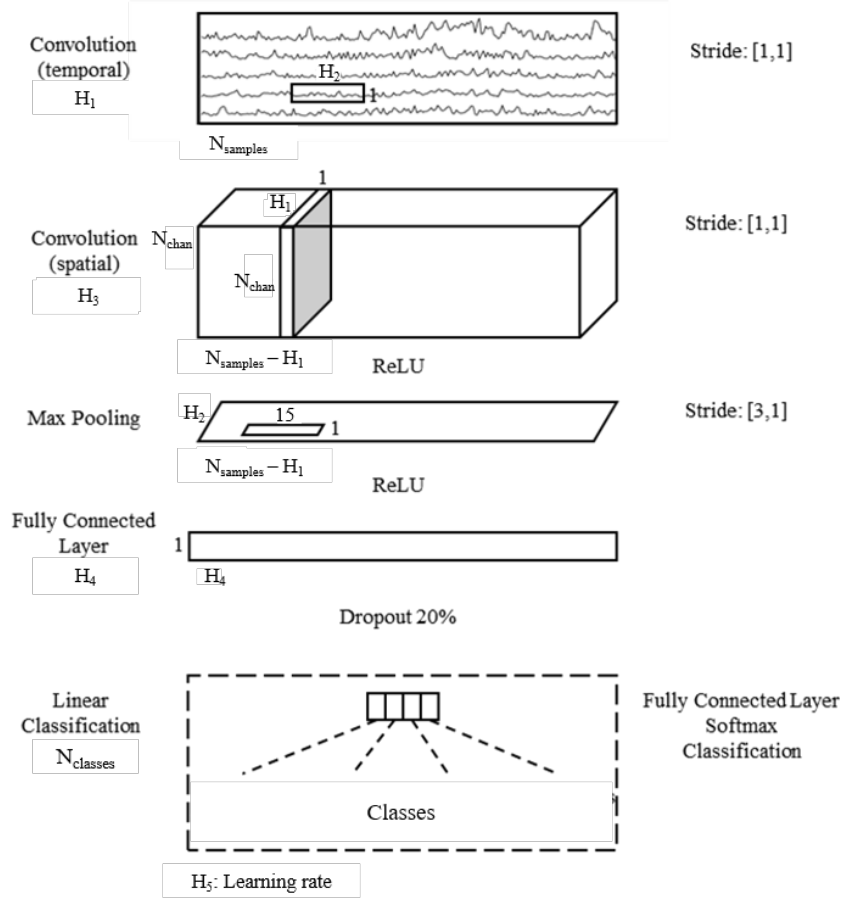 Convolution
(temporal)
H₁
H₂
1
Stride: [1,1]
Nsamples
1
H₁
Convolution
(spatial)
H₃
Nchan
Nchan
Stride: [1,1]
Nsamples – H₁
ReLU
Max Pooling
H₂
15
1
Stride: [3,1]
Nsamples – H₁
ReLU
Fully Connected
Layer
H₄
1
H₄
Dropout 20%
Linear
Classification
Nclasses
Fully Connected Layer
Softmax
Classification
Classes
H₅: Learning rate